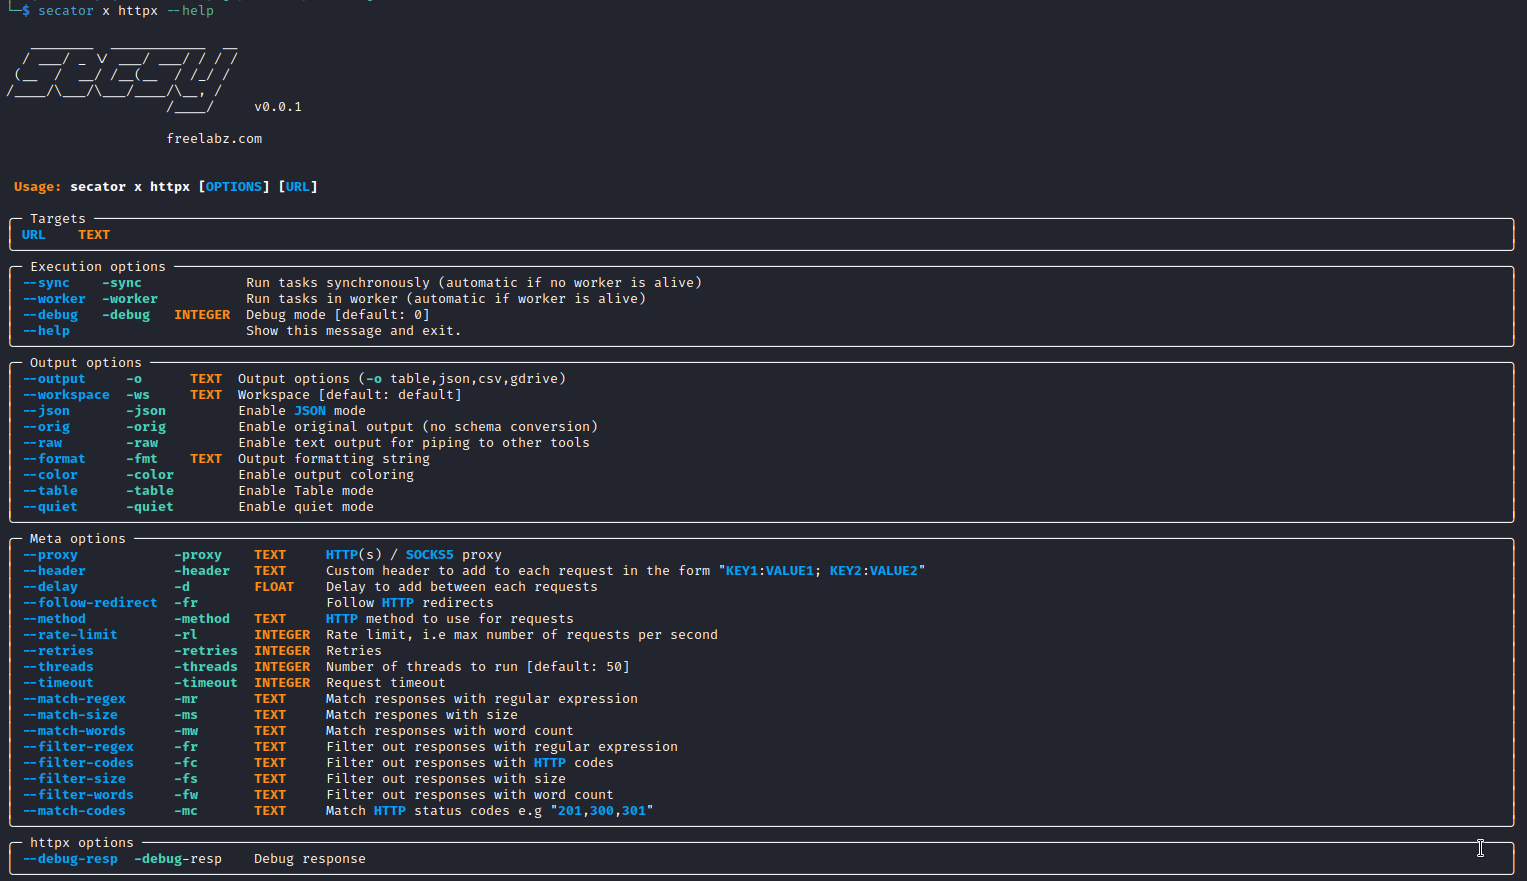 └─$ secator x httpx --help
v0.0.1
freelabz.com
Usage: secator x httpx [OPTIONS] [URL]
Targets
URL TEXT
Execution options
--sync -sync Run tasks synchronously (automatic if no worker is alive)
--worker -worker Run tasks in worker (automatic if worker is alive)
--debug -debug INTEGER Debug mode [default: 0]
--help Show this message and exit.
Output options
--output -o TEXT Output options (-o table,json,csv,gdrive)
--workspace -ws TEXT Workspace [default: default]
--json -json Enable JSON mode
--orig -orig Enable original output (no schema conversion)
--raw -raw Enable text output for piping to other tools
--format -fmt TEXT Output formatting string
--color -color Enable output coloring
--table -table Enable Table mode
--quiet -quiet Enable quiet mode
Meta options
--proxy -proxy TEXT HTTP(s) / SOCKS5 proxy
--header -header TEXT Custom header to add to each request in the form "KEY1:VALUE1; KEY2:VALUE2"
--delay -d FLOAT Delay to add between each requests
--follow-redirect -fr Follow HTTP redirects
--method -method TEXT HTTP method to use for requests
--rate-limit -rl INTEGER Rate limit, i.e max number of requests per second
--retries -retries INTEGER Retries
--threads -threads INTEGER Number of threads to run [default: 50]
--timeout -timeout INTEGER Request timeout
--match-regex -mr TEXT Match responses with regular expression
--match-size -ms TEXT Match respones with size
--match-words -mw TEXT Match responses with word count
--filter-regex -fr TEXT Filter out responses with regular expression
--filter-codes -fc TEXT Filter out responses with HTTP codes
--filter-size -fs TEXT Filter out responses with size
--filter-words -fw TEXT Filter out responses with word count
--match-codes -mc TEXT Match HTTP status codes e.g "201,300,301"
httpx options
--debug-resp -debug-resp Debug response